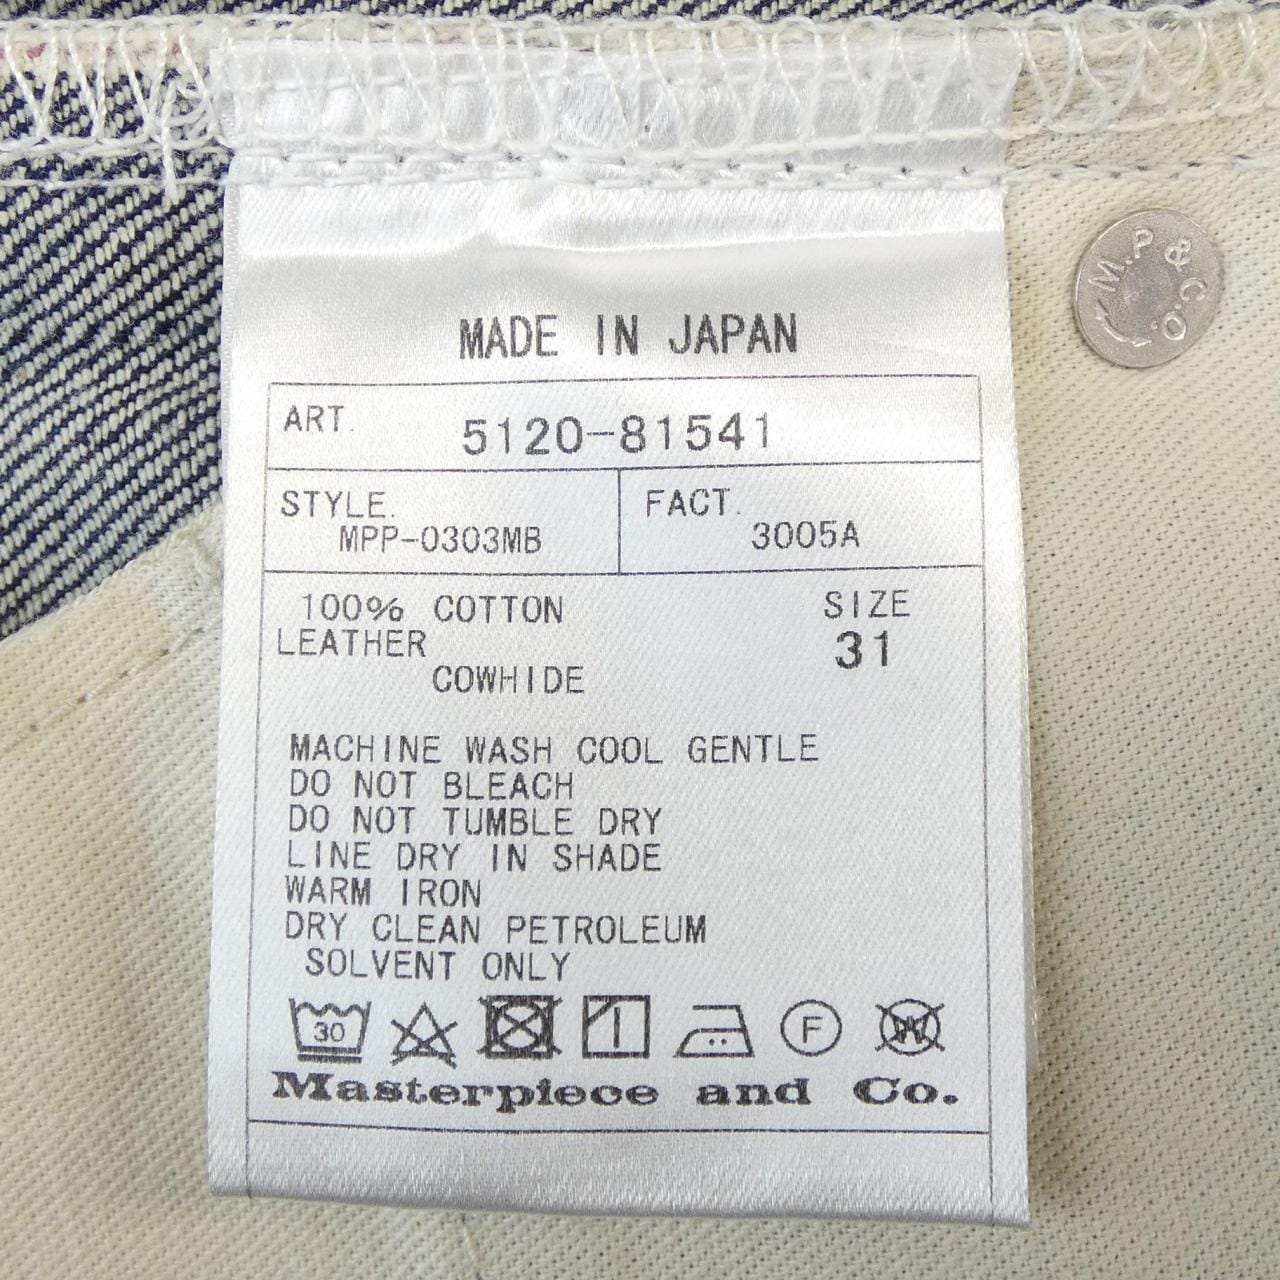 M.P & C.O.
MADE IN JAPAN
ART. 5120-81541
STYLE. FACT.
MPP-0303MB 3005A
100% COTTON SIZE
LEATHER 31
COWHIDE
MACHINE WASH COOL GENTLE
DO NOT BLEACH
DO NOT TUMBLE DRY
LINE DRY IN SHADE
WARM IRON
DRY CLEAN PETROLEUM
SOLVENT ONLY
30 F W
Masterpiece and Co.